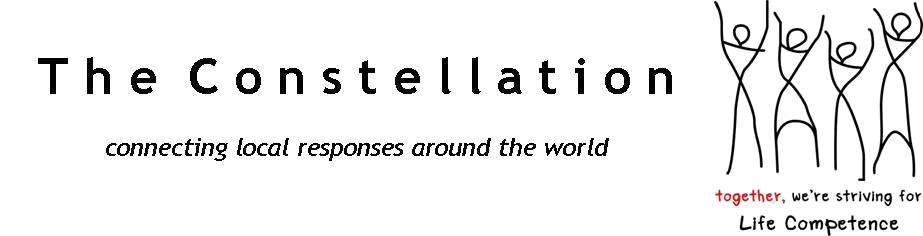 The Constellation
connecting local responses around the world
together, we're striving for
Life Competence